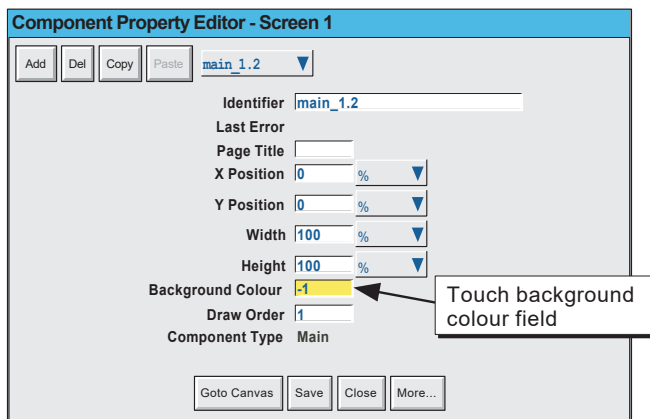 Component Property Editor - Screen 1
Add Del Copy Paste main_1.2
Identifier main_1.2
Last Error
Page Title
X Position 0 %
Y Position 0 %
Width 100 %
Height 100 %
Background Colour -1
Touch background
colour field
Draw Order 1
Component Type Main
Goto Canvas Save Close More...